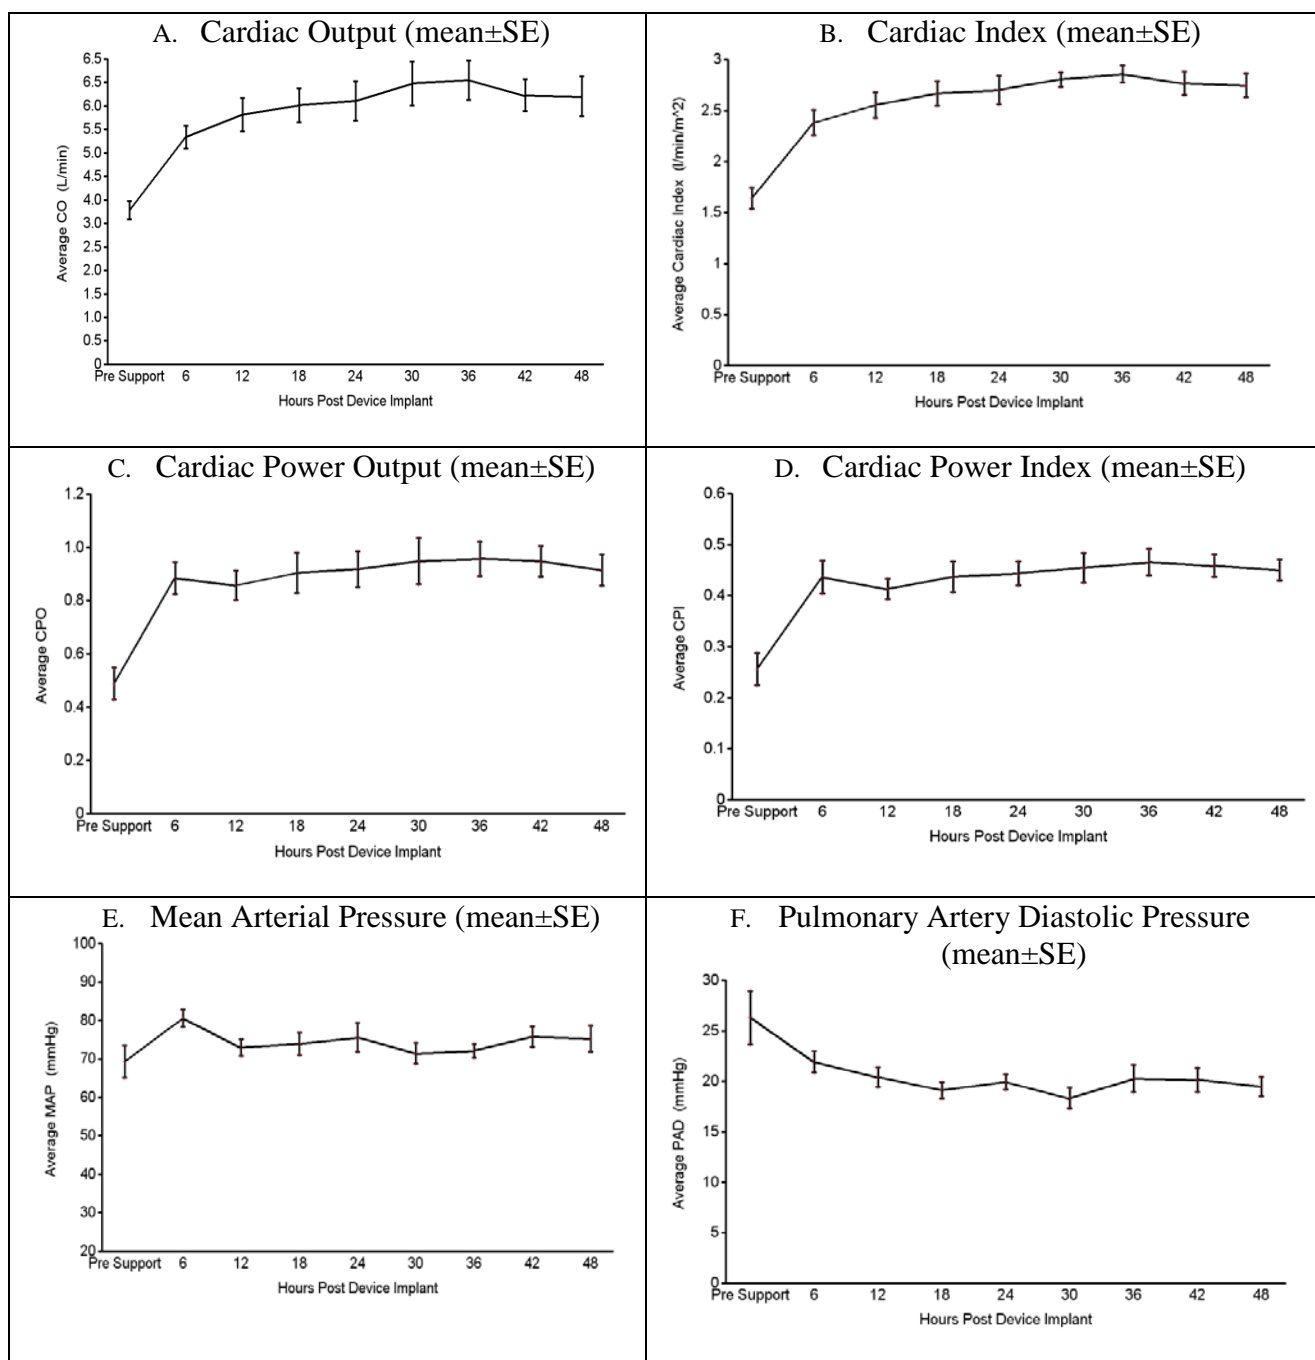 A. Cardiac Output (mean±SE)
6.5
6.5
6.0
5.5
5.0
4.5
4.0
3.0
2.5
2.0
1.5
1.0
0.5
0
Average CO (L/min)
Pre Support 6 12 18 24 30 36 42 48
Hours Post Device Implant
B. Cardiac Index (mean±SE)
3
2.5
2
1.5
1
0.5
0
Average Cardiac Index (l/min/m^2)
Pre Support 6 12 18 24 30 36 42 48
Hours Post Device Implant
C. Cardiac Power Output (mean±SE)
1.2
1.0
0.8
0.6
0.4
0.2
0
Average CPO
Pre Support 6 12 18 24 30 36 42 48
Hours Post Device Implant
D. Cardiac Power Index (mean±SE)
0.6
0.5
0.4
0.3
0.2
0.1
0
Average CPI
Pre Support 6 12 18 24 30 36 42 48
Hours Post Device Implant
E. Mean Arterial Pressure (mean±SE)
100
90
80
70
60
50
40
30
20
Average MAP (mmHg)
Pre Support 6 12 18 24 30 36 42 48
Hours Post Device Implant
F. Pulmonary Artery Diastolic Pressure
(mean±SE)
30
25
20
15
10
5
0
Average PAD (mmHg)
Pre Support 6 12 18 24 30 36 42 48
Hours Post Device Implant